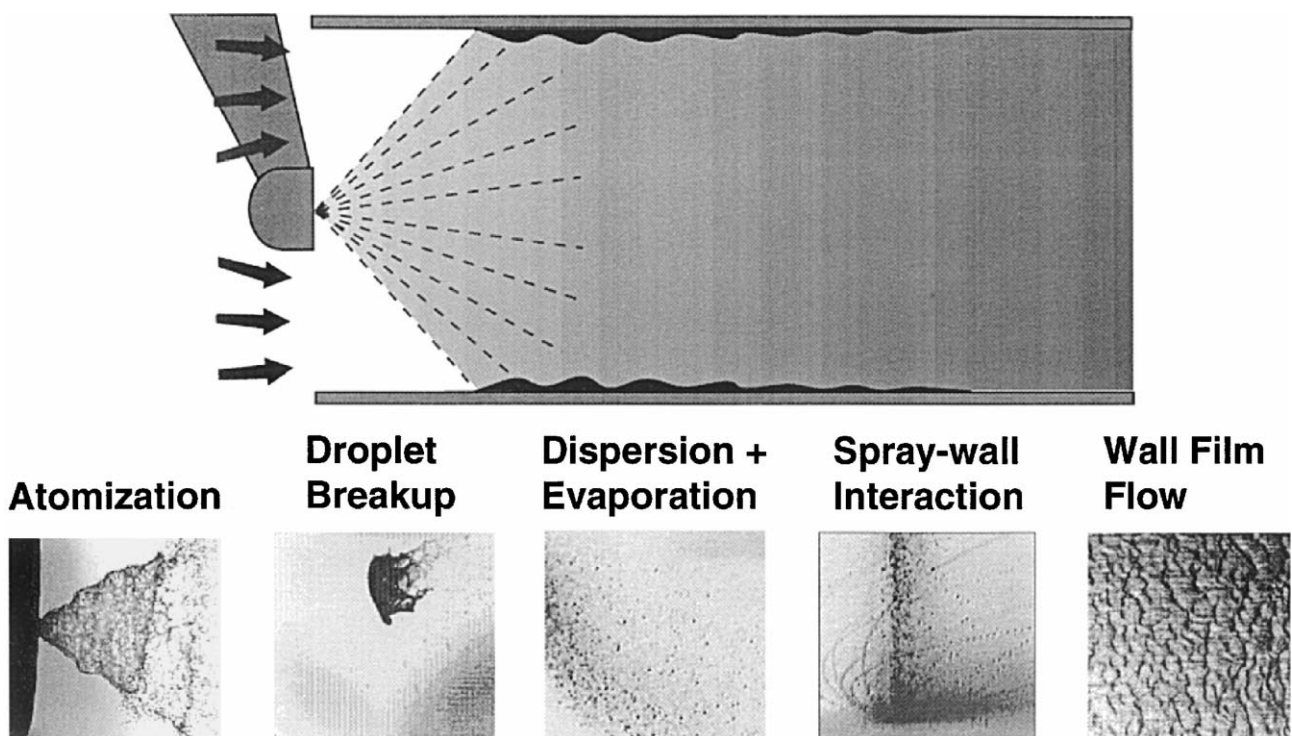 Atomization
Droplet
Breakup
Dispersion +
Evaporation
Spray-wall
Interaction
Wall Film
Flow